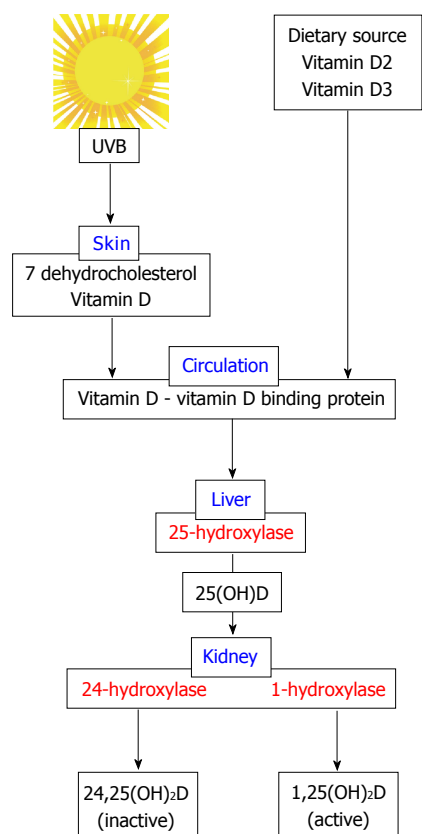 Dietary source
Vitamin D2
Vitamin D3
UVB
Skin
7 dehydrocholesterol
Vitamin D
Circulation
Vitamin D - vitamin D binding protein
Liver
25-hydroxylase
25(OH)D
Kidney
24-hydroxylase 1-hydroxylase
24,25(OH)₂D
(inactive)
1,25(OH)₂D
(active)